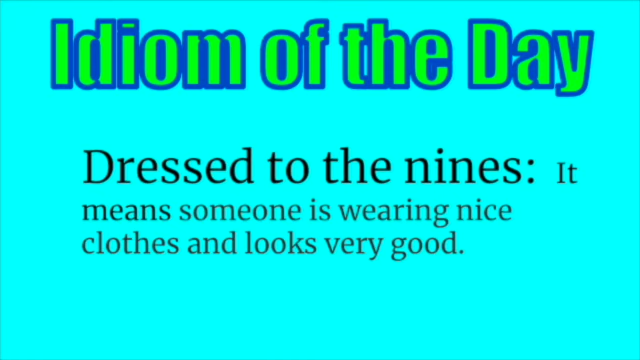 Idiom of the Day
Dressed to the nines: It
means someone is wearing nice
clothes and looks very good.